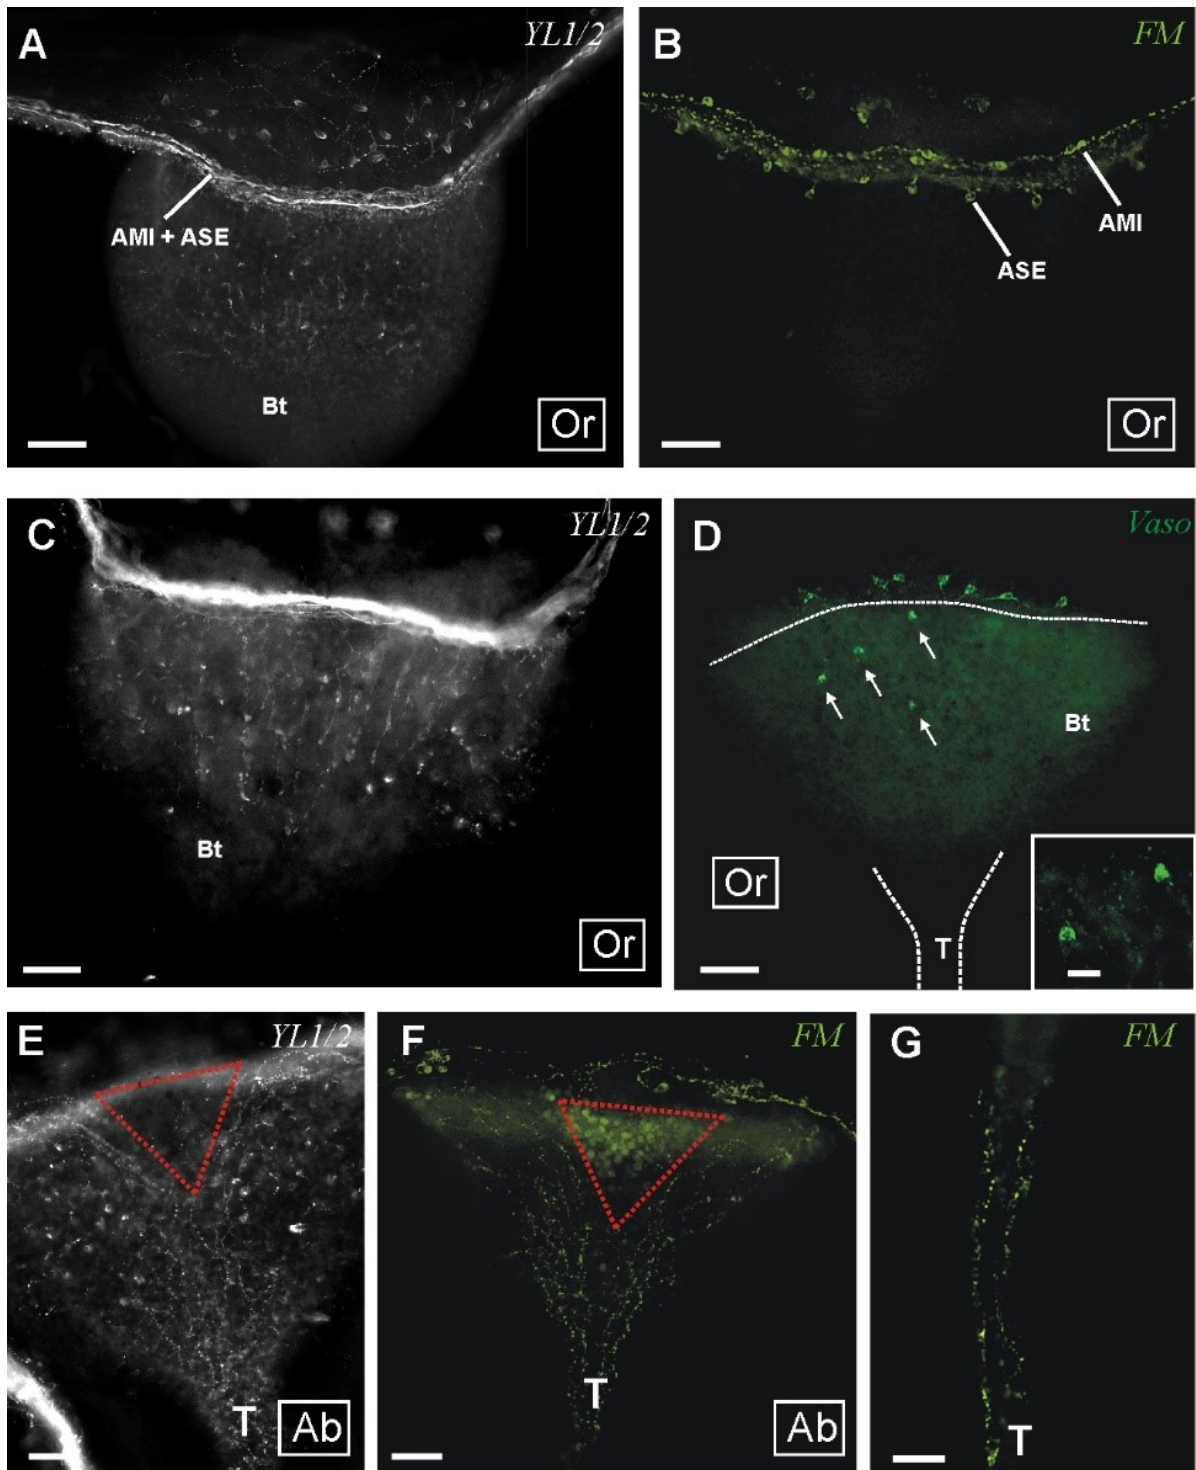 A
YL1/2
AMI + ASE
Bt
Or
B
FM
AMI
ASE
Or
C
YL1/2
Bt
Or
D
Vaso
Bt
Or
T
E
YL1/2
T
Ab
F
FM
T
Ab
G
FM
T